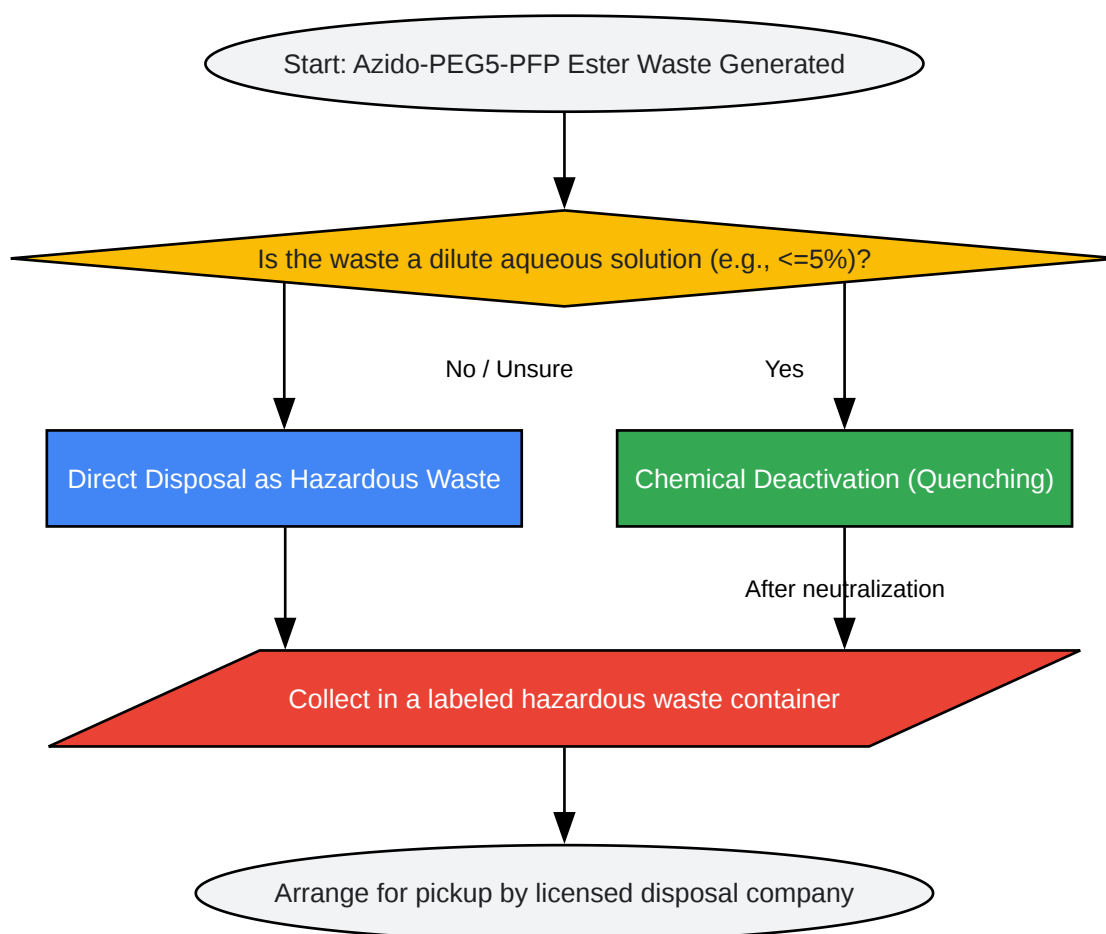 Start: Azido-PEG5-PFP Ester Waste Generated
Is the waste a dilute aqueous solution (e.g., <=5%)?
No / Unsure
Yes
Direct Disposal as Hazardous Waste
Chemical Deactivation (Quenching)
After neutralization
Collect in a labeled hazardous waste container
Arrange for pickup by licensed disposal company